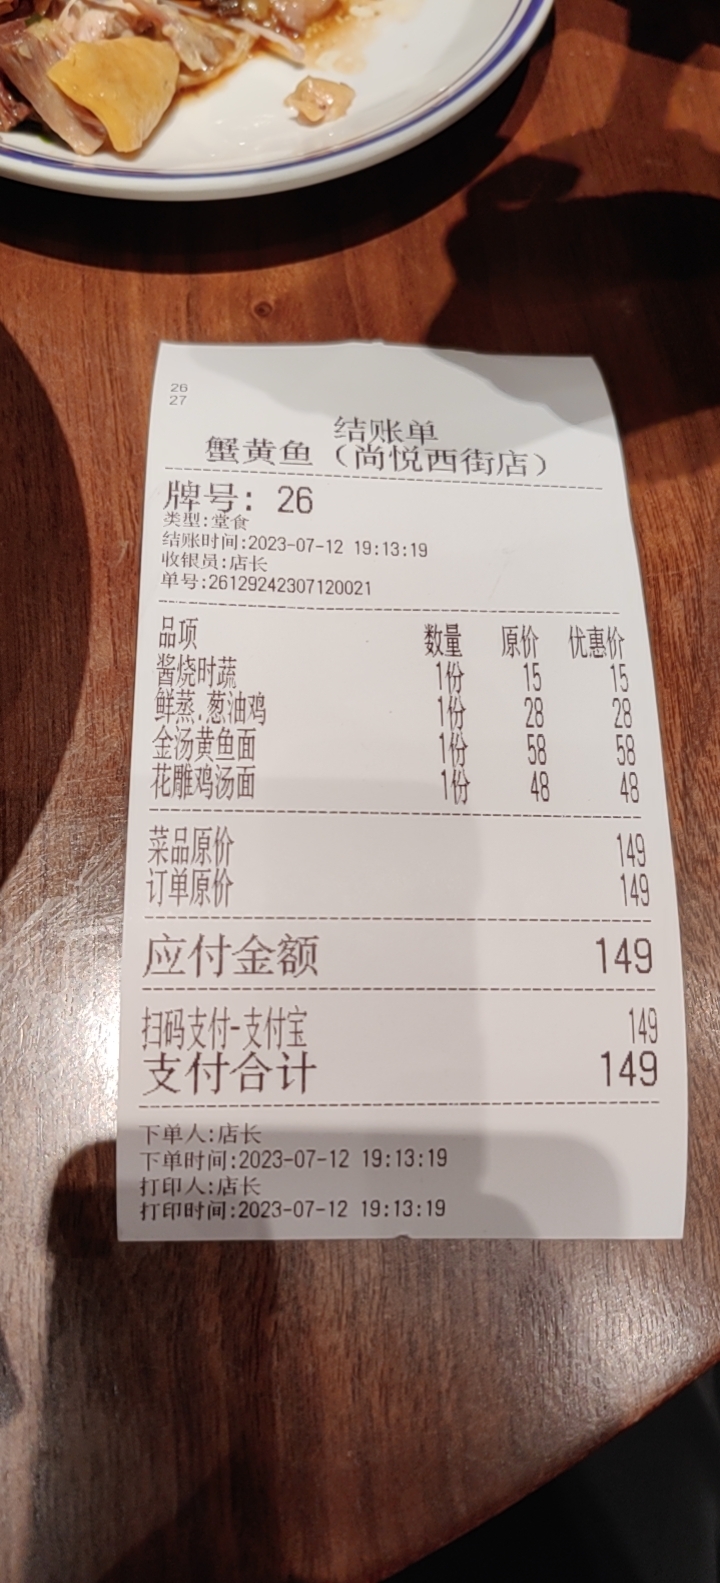 26
27
结账单
蟹黄鱼（尚悦西街店）
牌号: 26
类型:堂食
结账时间:2023-07-12 19:13:19
收银员:店长
单号:26129242307120021
品项 数量 原价 优惠价
酱烧时蔬 1份 15 15
鲜蒸.葱油鸡 1份 28 28
金汤黄鱼面 1份 58 58
花雕鸡汤面 1份 48 48
菜品原价 149
订单原价 149
应付金额 149
扫码支付-支付宝 149
支付合计 149
下单人:店长
下单时间:2023-07-12 19:13:19
打印人:店长
打印时间:2023-07-12 19:13:19